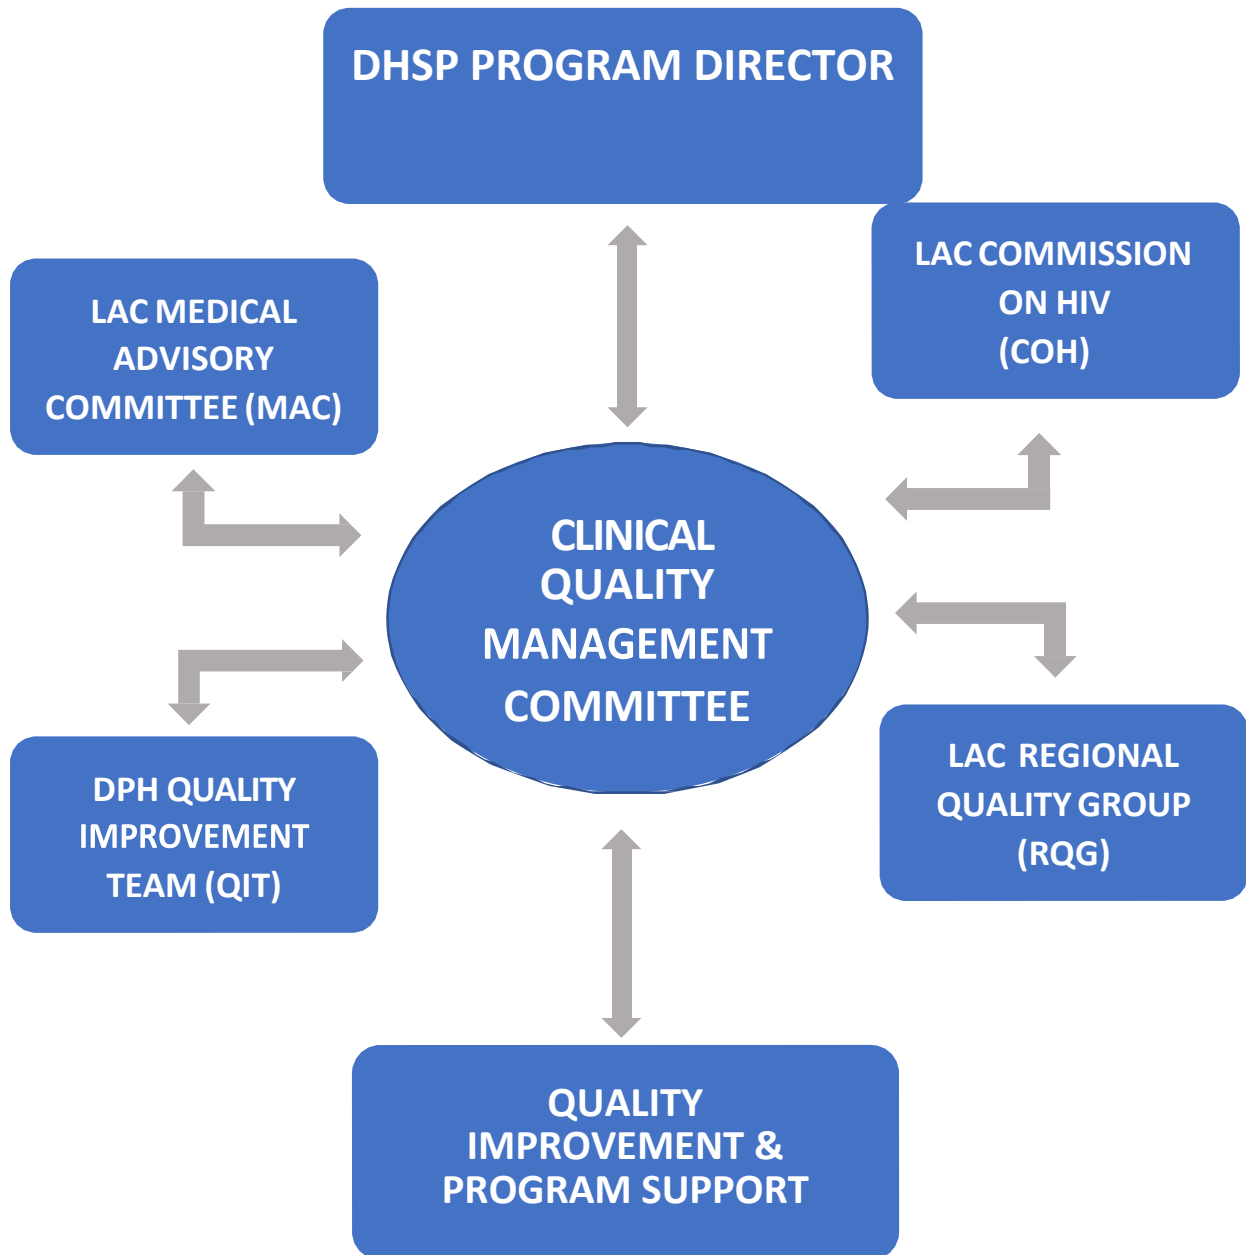 DHSP PROGRAM DIRECTOR
LAC MEDICAL
ADVISORY
COMMITTEE (MAC)
LAC COMMISSION
ON HIV
(COH)
CLINICAL
QUALITY
MANAGEMENT
COMMITTEE
DPH QUALITY
IMPROVEMENT
TEAM (QIT)
LAC REGIONAL
QUALITY GROUP
(RQG)
QUALITY
IMPROVEMENT &
PROGRAM SUPPORT